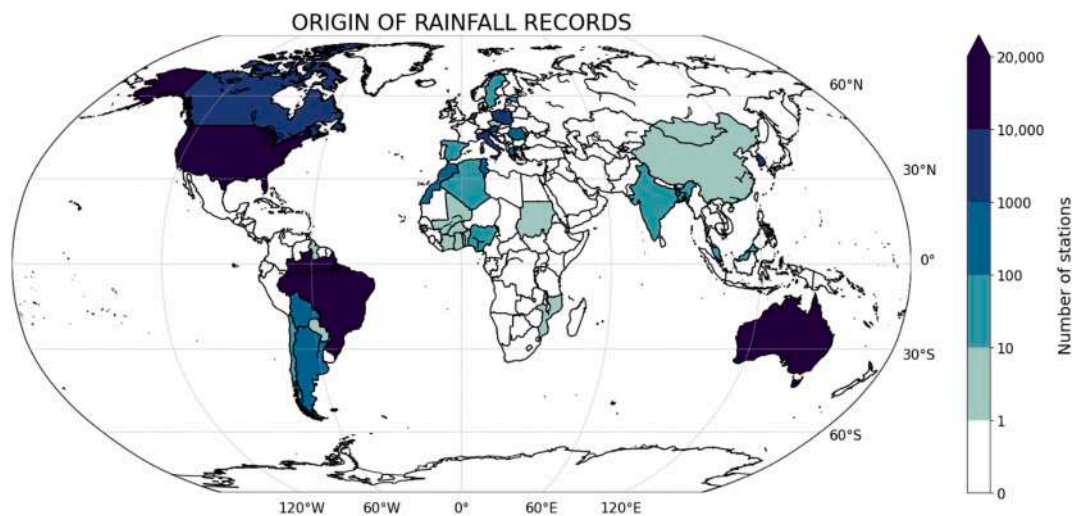 ORIGIN OF RAINFALL RECORDS
60°N
30°N
0°
30°S
60°S
120°W 60°W 0° 60°E 120°E
20,000
10,000
1000
100
10
1
0
Number of stations